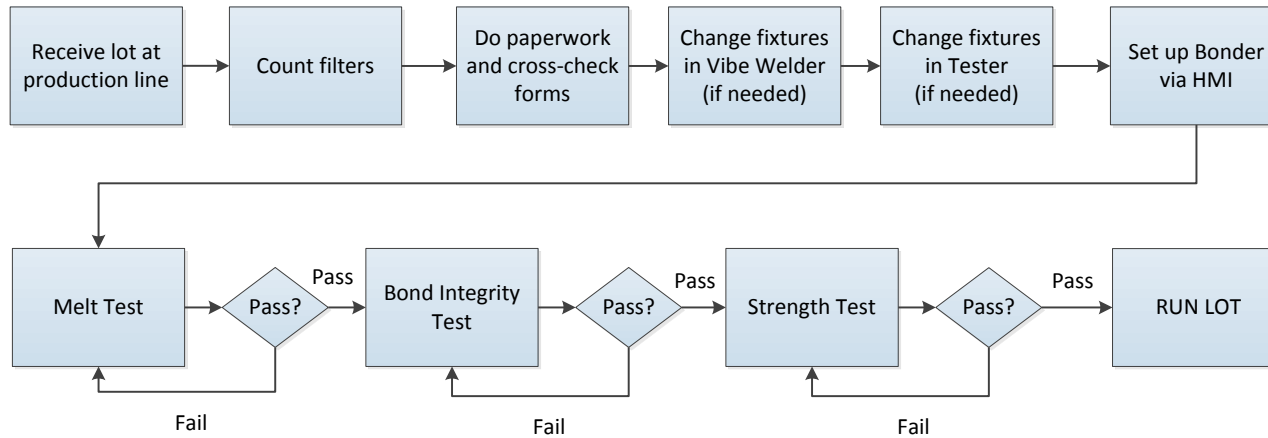 Receive lot at
production line
Count filters
Do paperwork
and cross-check
forms
Change fixtures
in Vibe Welder
(if needed)
Change fixtures
in Tester
(if needed)
Set up Bonder
via HMI
Melt Test
Pass?
Pass
Fail
Bond Integrity
Test
Pass?
Pass
Fail
Strength Test
Pass?
Pass
Fail
RUN LOT